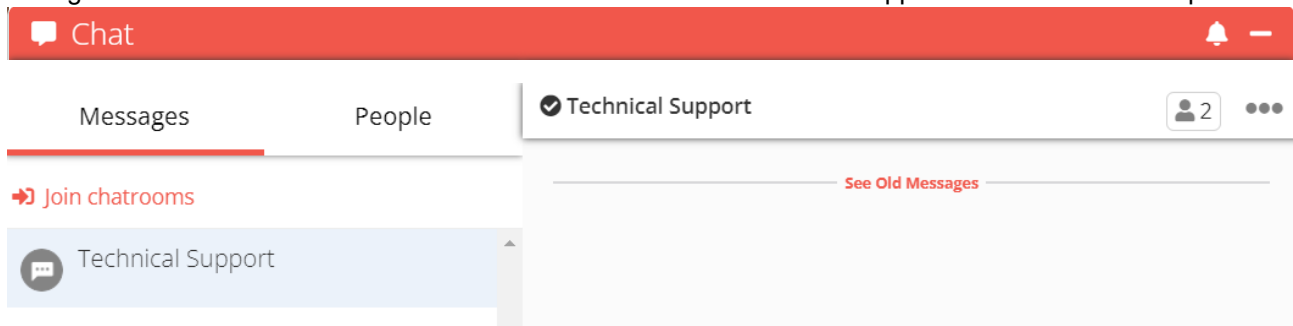 Chat
Messages
People
Technical Support
2
See Old Messages
Join chatrooms
Technical Support